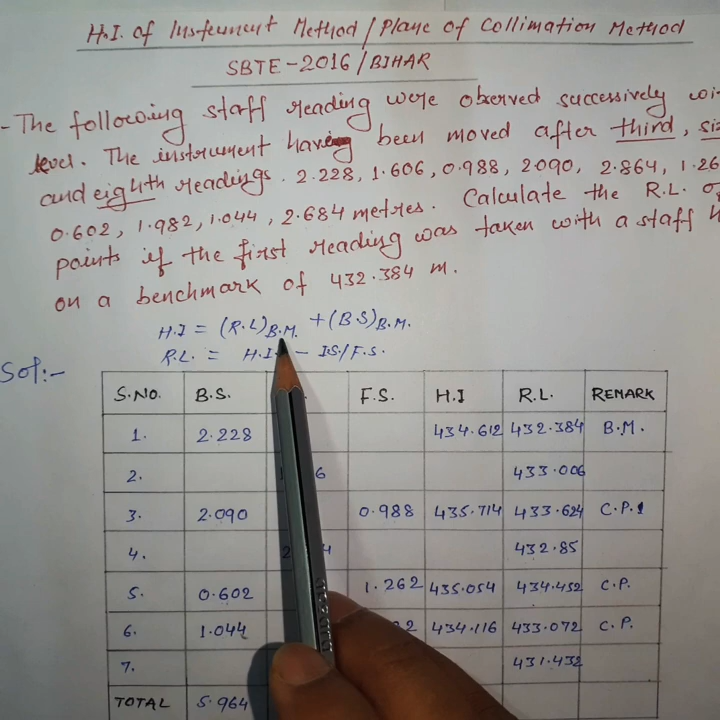 H.I. of Insterument Method / Plane of Collimation Method
SBTE-2016/BIHAR
- The following staff reading were observed successively
level. The instrument having been moved after third,
and eighth readings. 2.228, 1.606, 0.988, 2.090, 2.864, 1.26
0.602, 1.982, 1.044, 2.684 metres. Calculate the R.L.
points if the first reading was taken with a staff
on a benchmark of 432.384 m.
H.I = (R.L)B.M. + (B.S)B.M.
R.L. = H.I. - I.S./F.S.
Sol:-
S.NO. B.S. F.S. H.I R.L. REMARK
1. 2.228 434.612 432.384 B.M.
2. 6 433.006
3. 2.090 0.988 435.714 433.624 C.P.1
4. 2 4 432.85
5. 0.602 1.262 435.054 434.452 C.P.
6. 1.044 434.116 433.072 C.P.
7. 431.432
TOTAL 5.964